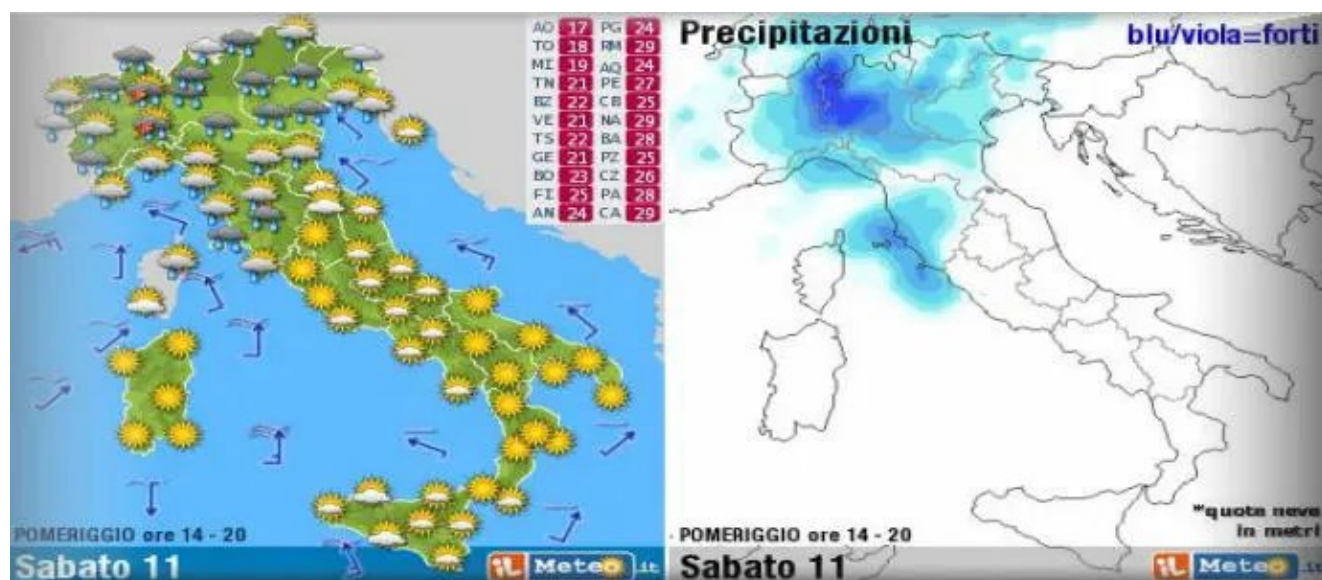 AO 17 PG 24
TO 18 RM 29
MI 19 AQ 24
TN 21 PE 27
BZ 22 CB 25
VE 21 NA 29
TS 22 BA 28
GE 21 PZ 25
BO 23 CZ 26
FI 25 PA 28
AN 24 CA 29
POMERIGGIO ore 14 - 20
Sabato 11
iL Meteo.it
Precipitazioni
blu/viola=forti
*quota neve
in metri
POMERIGGIO ore 14 - 20
Sabato 11
iL Meteo.it